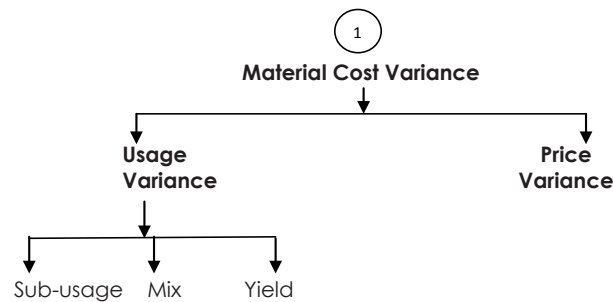 1
Material Cost Variance
Usage
Variance
Price
Variance
Sub-usage Mix Yield